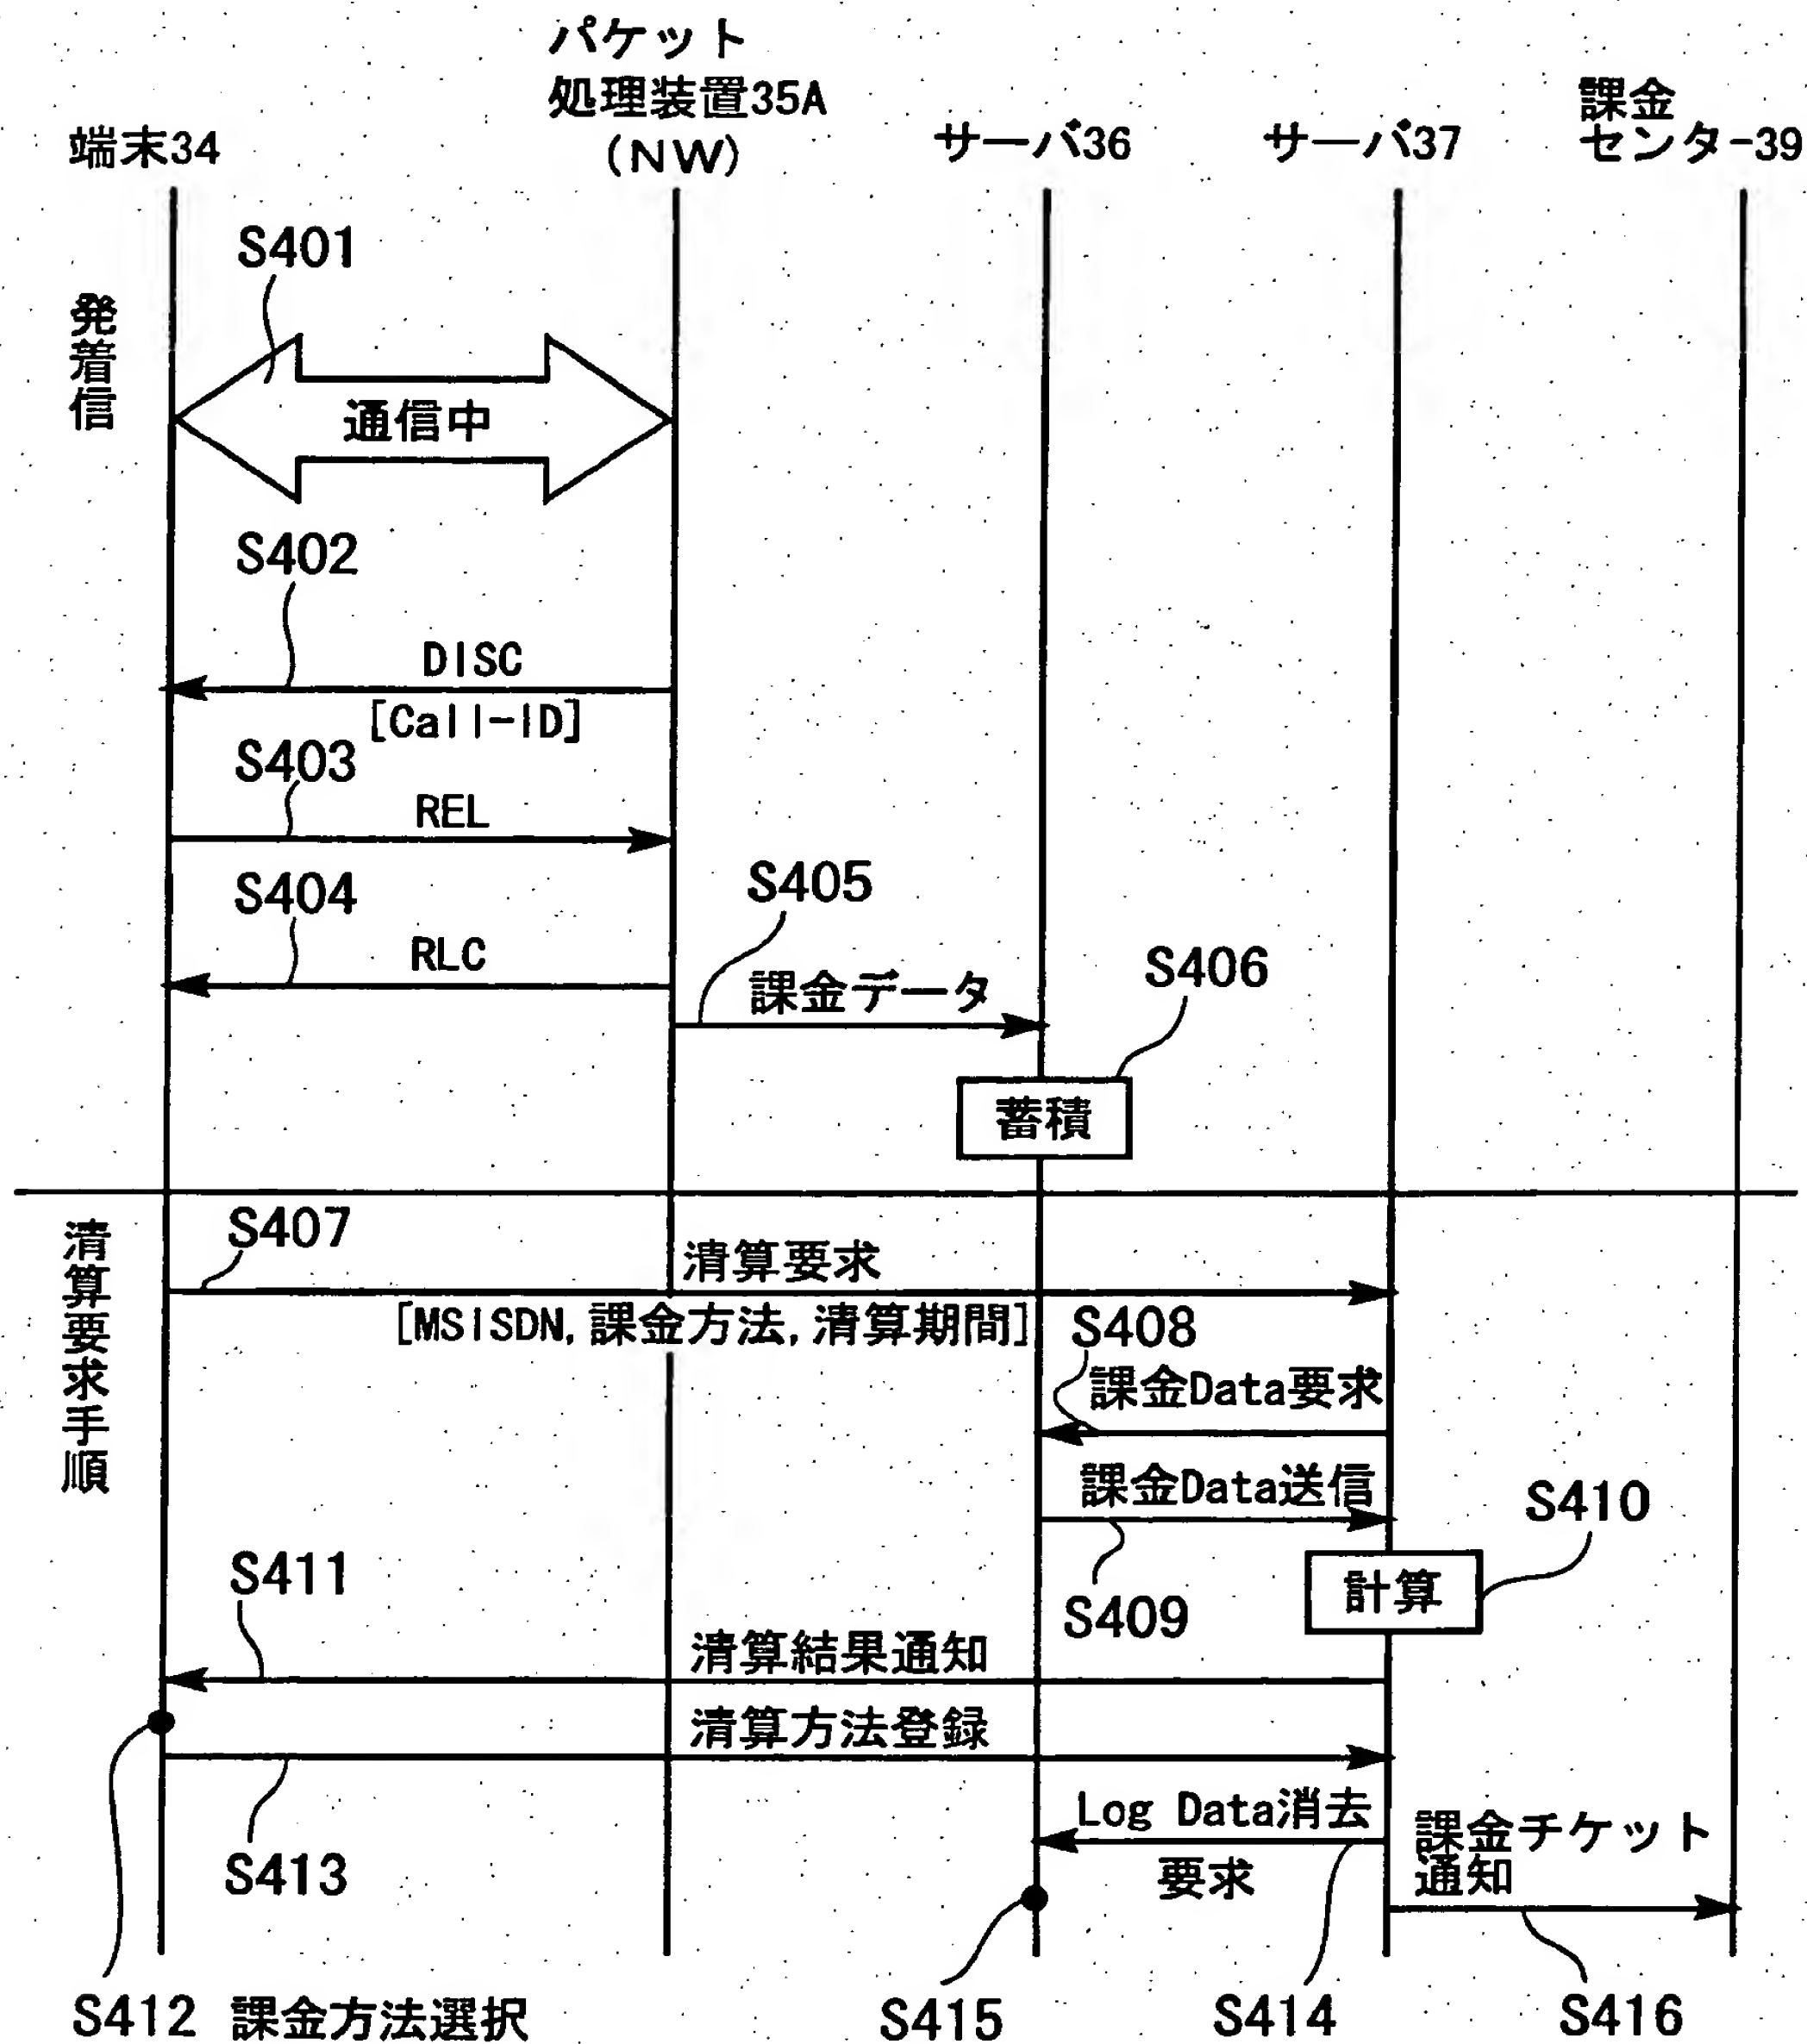 パケット
処理装置35A
(NW)
端末34
サーバ36
サーバ37
課金
センタ-39
発着信
S401
通信中
S402
DISC
[Call-ID]
S403
REL
S404
RLC
S405
課金データ
S406
蓄積
清算要求手順
S407
清算要求
[MSISDN, 課金方法, 清算期間]
S408
課金Data要求
課金Data送信
S409
S410
計算
S411
清算結果通知
清算方法登録
S413
Log Data消去
要求
課金チケット
通知
S412 課金方法選択
S415
S414
S416